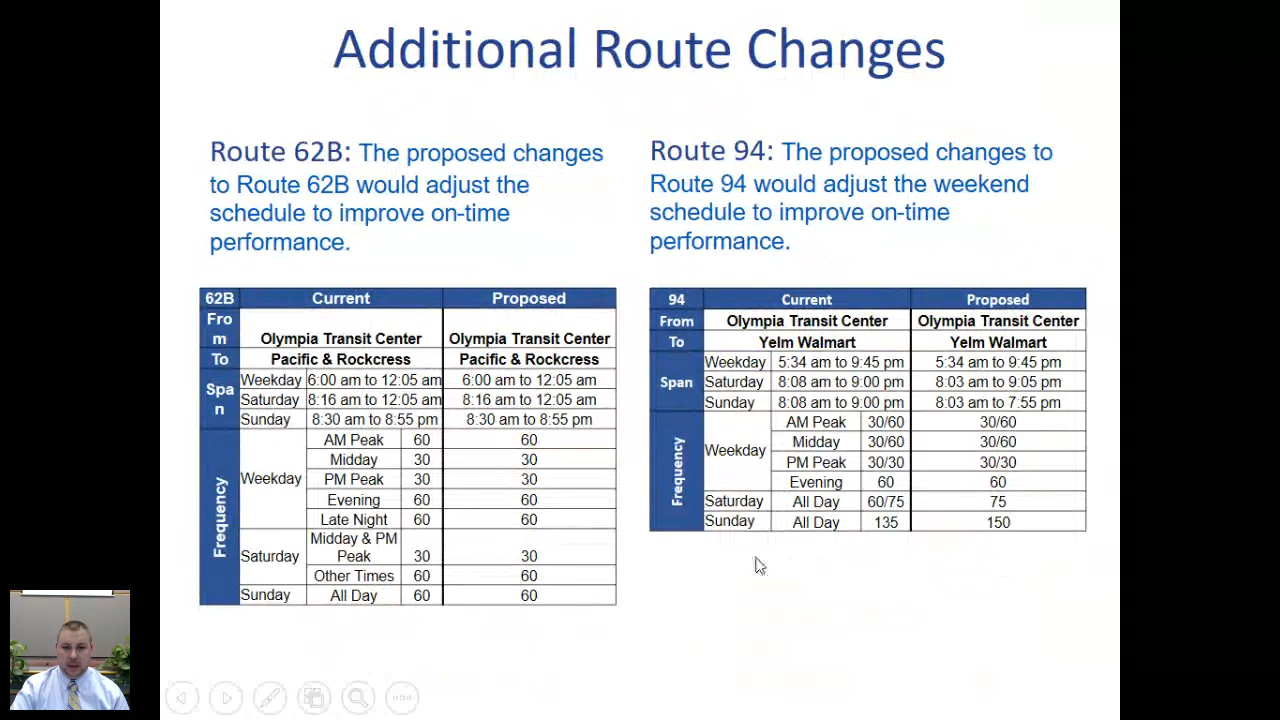 Additional Route Changes
Route 62B: The proposed changes
to Route 62B would adjust the
schedule to improve on-time
performance.
Route 94: The proposed changes to
Route 94 would adjust the weekend
schedule to improve on-time
performance.
62B Current Proposed
Fro
m Olympia Transit Center Olympia Transit Center
To Pacific & Rockcress Pacific & Rockcress
Spa
n
Weekday 6:00 am to 12:05 am 6:00 am to 12:05 am
Saturday 8:16 am to 12:05 am 8:16 am to 12:05 am
Sunday 8:30 am to 8:55 pm 8:30 am to 8:55 pm
Frequency
Weekday
AM Peak 60 60
Midday 30 30
PM Peak 30 30
Evening 60 60
Late Night 60 60
Saturday
Midday & PM
Peak 30 30
Other Times 60 60
Sunday All Day 60 60
94 Current Proposed
From Olympia Transit Center Olympia Transit Center
To Yelm Walmart Yelm Walmart
Span
Weekday 5:34 am to 9:45 pm 5:34 am to 9:45 pm
Saturday 8:08 am to 9:00 pm 8:03 am to 9:05 pm
Sunday 8:08 am to 9:00 pm 8:03 am to 7:55 pm
Frequency
Weekday
AM Peak 30/60 30/60
Midday 30/60 30/60
PM Peak 30/30 30/30
Evening 60 60
Saturday All Day 60/75 75
Sunday All Day 135 150